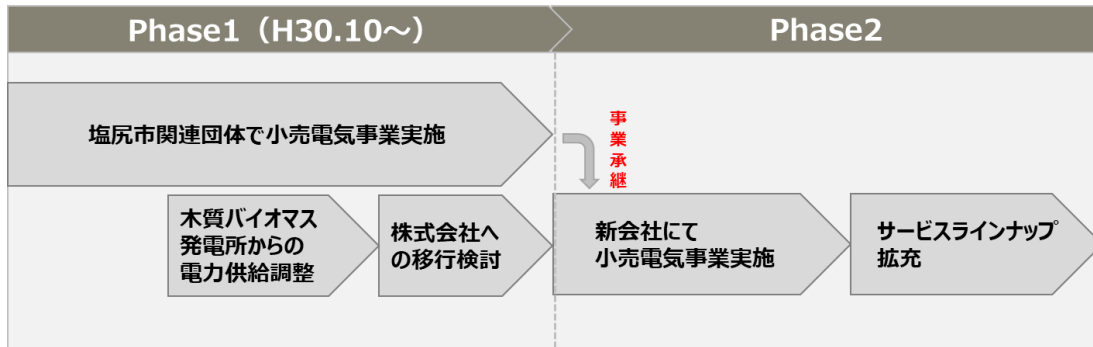 Phase1（H30.10～）
Phase2
塩尻市関連団体で小売電気事業実施
事業承継
木質バイオマス
発電所からの
電力供給調整
株式会社へ
の移行検討
新会社にて
小売電気事業実施
サービスラインナップ
拡充